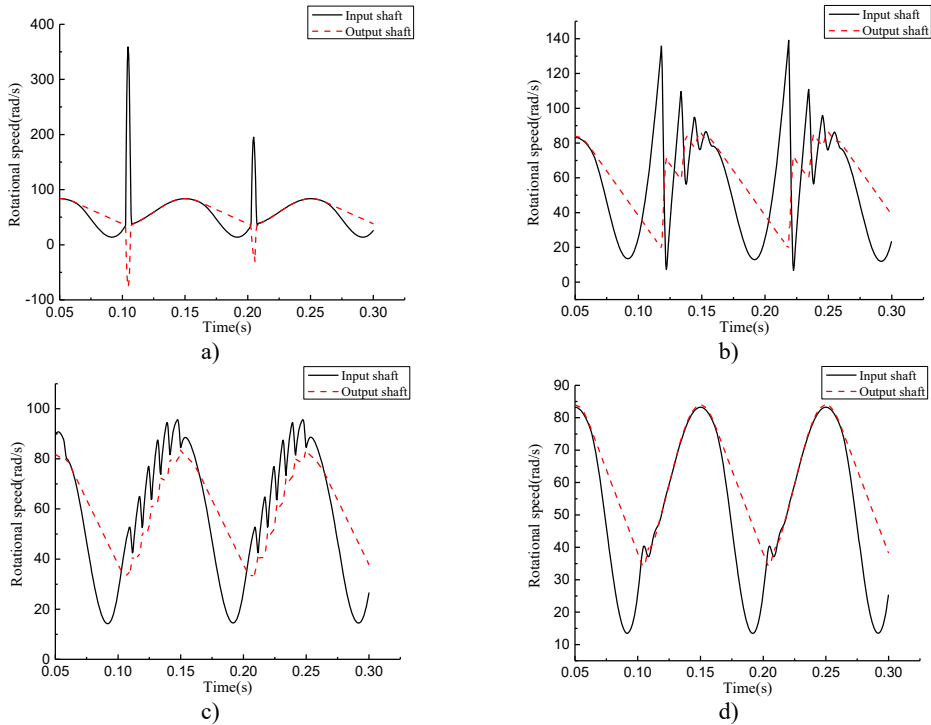 Input shaft
Output shaft
400
300
200
100
0
-100
Rotational speed(rad/s)
0.05 0.10 0.15 0.20 0.25 0.30
Time(s)
a)
Input shaft
Output shaft
140
120
100
80
60
40
20
0
Rotational speed(rad/s)
0.05 0.10 0.15 0.20 0.25 0.30
Time(s)
b)
Input shaft
Output shaft
100
80
60
40
20
0
Rotational speed(rad/s)
0.05 0.10 0.15 0.20 0.25 0.30
Time(s)
c)
Input shaft
Output shaft
90
80
70
60
50
40
30
20
10
Rotational speed(rad/s)
0.05 0.10 0.15 0.20 0.25 0.30
Time(s)
d)